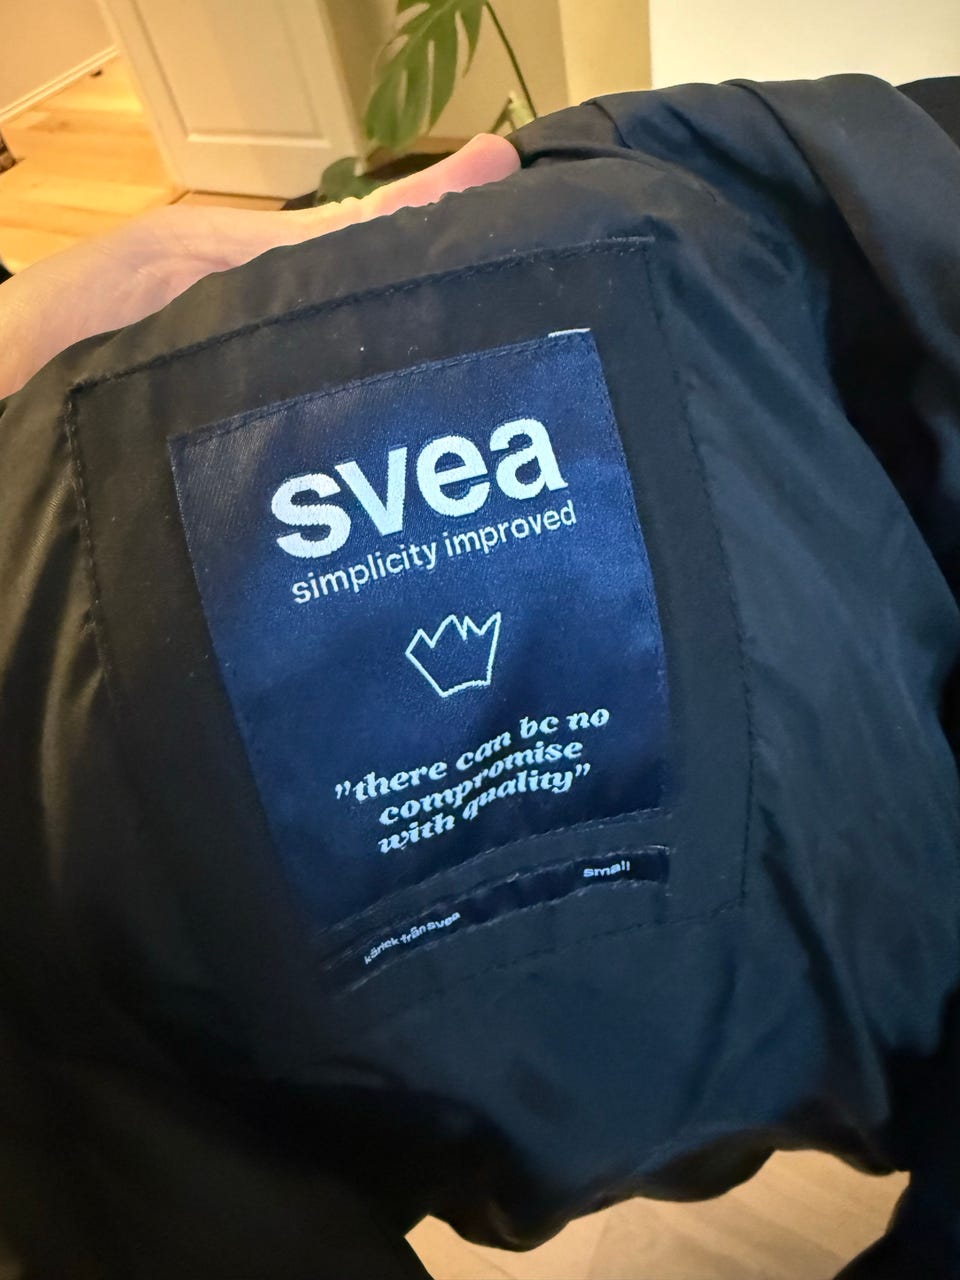 svea
simplicity improved
"there can be no
compromise
with quality"
small
kärlek från svea